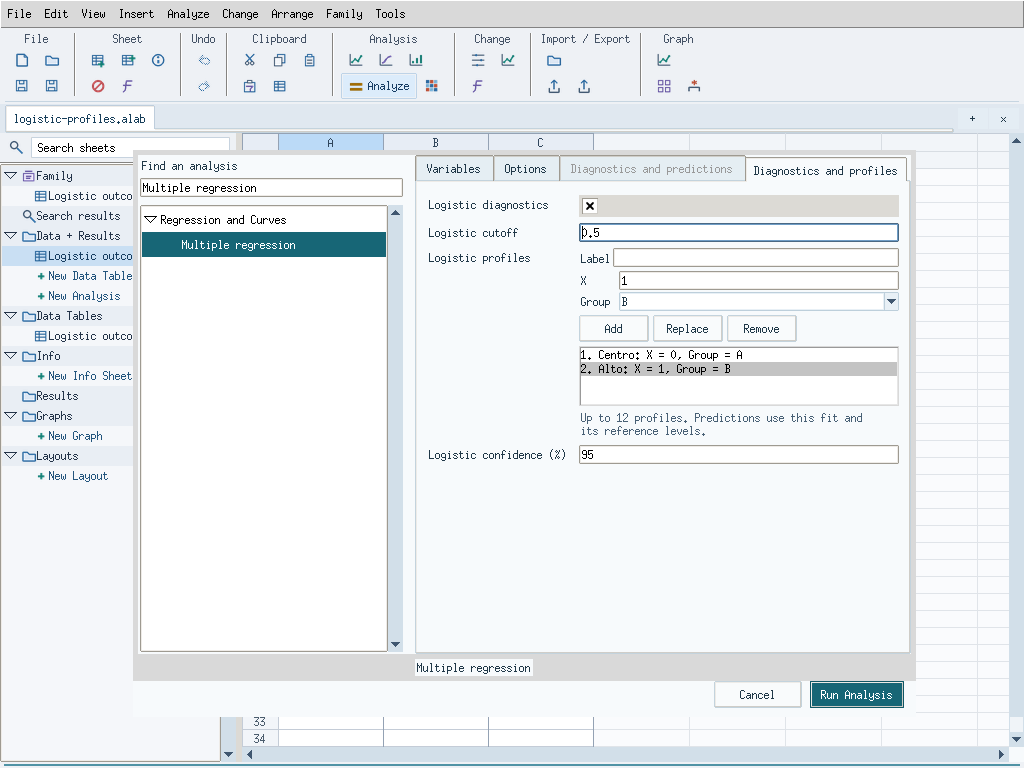 File Edit View Insert Analyze Change Arrange Family Tools
File Sheet Undo Clipboard Analysis Change Import / Export Graph
Analyze
logistic-profiles.alab
+ ×
Search sheets
A B C
Family
Logistic outco
Search results
Data + Results
Logistic outco
+ New Data Table
+ New Analysis
Data Tables
Logistic outco
Info
+ New Info Sheet
Results
Graphs
+ New Graph
Layouts
+ New Layout
Find an analysis
Multiple regression
Regression and Curves
Multiple regression
Variables Options Diagnostics and predictions Diagnostics and profiles
Logistic diagnostics
Logistic cutoff 0.5
Logistic profiles Label
X 1
Group B
Add Replace Remove
1. Centro: X = 0, Group = A
2. Alto: X = 1, Group = B
Up to 12 profiles. Predictions use this fit and
its reference levels.
Logistic confidence (%) 95
Multiple regression
Cancel Run Analysis
33
34